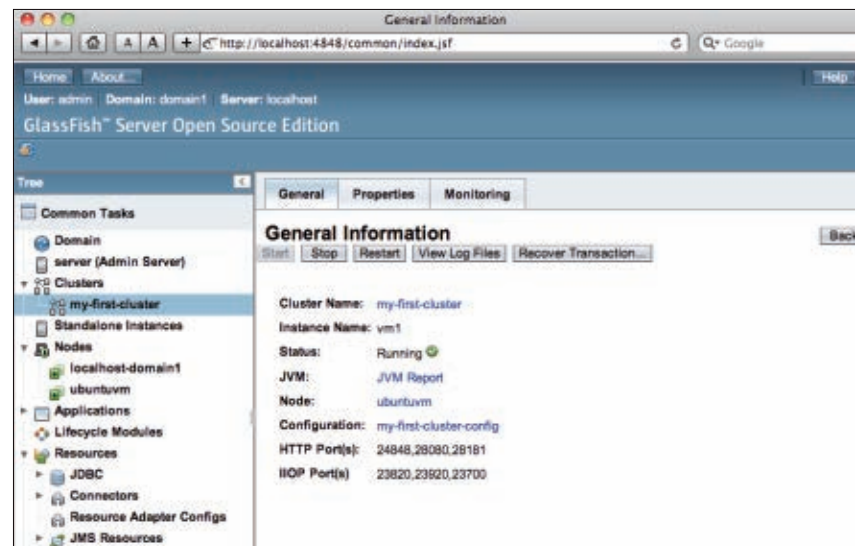 General Information
A A + http://localhost:4848/common/index.jsf Google
Home About... Help
User: admin Domain: domain1 Server: localhost
GlassFish™ Server Open Source Edition
Tree
Common Tasks
Domain
server (Admin Server)
Clusters
my-first-cluster
Standalone Instances
Nodes
localhost-domain1
ubuntuvm
Applications
Lifecycle Modules
Resources
JDBC
Connectors
Resource Adapter Configs
JMS Resources
General Properties Monitoring
General Information
Back
Start Stop Restart View Log Files Recover Transaction...
Cluster Name: my-first-cluster
Instance Name: vm1
Status: Running
JVM: JVM Report
Node: ubuntuvm
Configuration: my-first-cluster-config
HTTP Port(s): 24848,28080,28181
IIOP Port(s) 23820,23920,23700